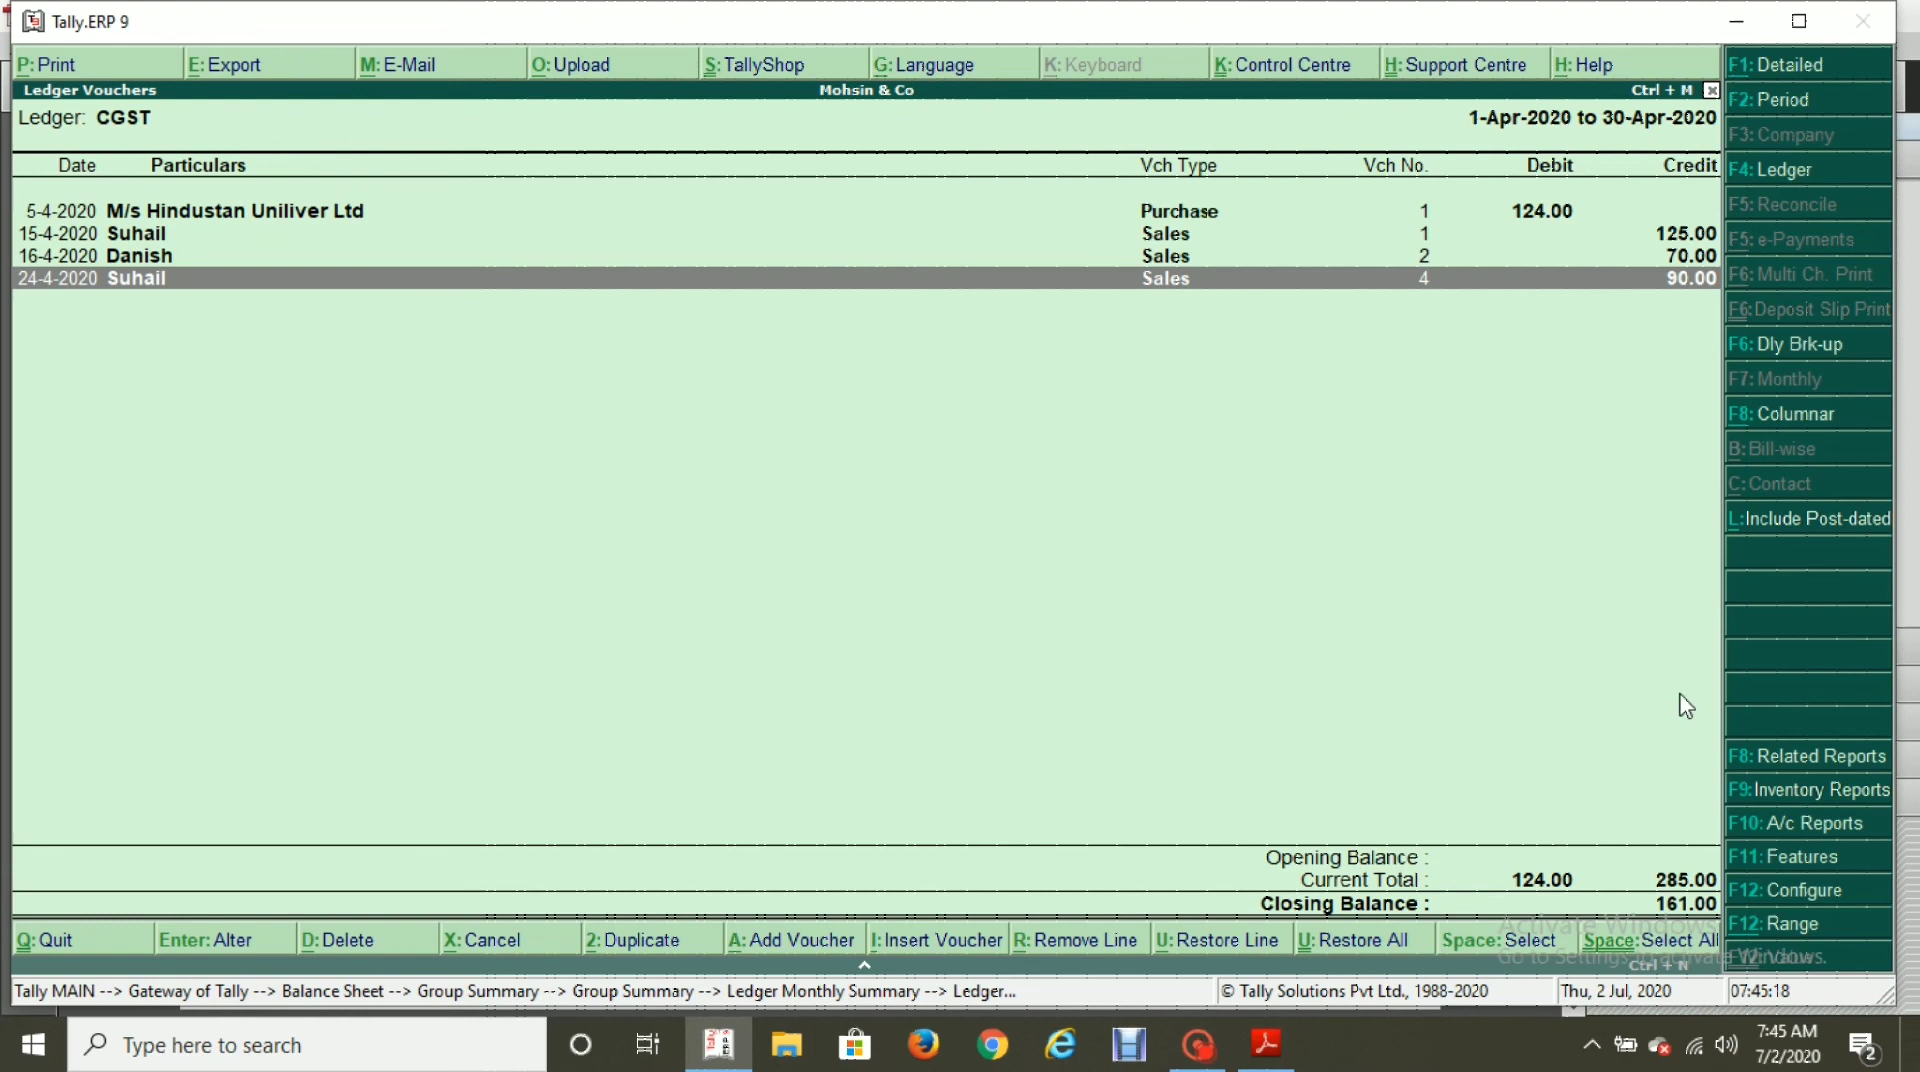 Tally.ERP 9
P: Print E: Export M: E-Mail O: Upload S: TallyShop G: Language K: Keyboard K: Control Centre H: Support Centre H: Help
Ledger Vouchers Mohsin & Co Ctrl + M
Ledger: CGST 1-Apr-2020 to 30-Apr-2020
Date Particulars Vch Type Vch No. Debit Credit
5-4-2020 M/s Hindustan Uniliver Ltd Purchase 1 124.00
15-4-2020 Suhail Sales 1 125.00
16-4-2020 Danish Sales 2 70.00
24-4-2020 Suhail Sales 4 90.00
Opening Balance :
Current Total : 124.00 285.00
Closing Balance : 161.00
F1: Detailed
F2: Period
F3: Company
F4: Ledger
F5: Reconcile
F5: e-Payments
F6: Multi Ch. Print
F6: Deposit Slip Print
F6: Dly Brk-up
F7: Monthly
F8: Columnar
B: Bill-wise
C: Contact
L: Include Post-dated
F8: Related Reports
F9: Inventory Reports
F10: A/c Reports
F11: Features
F12: Configure
F12: Range
Q: Quit Enter: Alter D: Delete X: Cancel 2: Duplicate A: Add Voucher I: Insert Voucher R: Remove Line U: Restore Line U: Restore All Space: Select Space: Select All
Activate Windows
Go to Settings to activate Windows.
Ctrl + N
Tally MAIN --> Gateway of Tally --> Balance Sheet --> Group Summary --> Group Summary --> Ledger Monthly Summary --> Ledger... © Tally Solutions Pvt Ltd., 1988-2020 Thu, 2 Jul, 2020 07:45:18
Type here to search
7:45 AM
7/2/2020
2